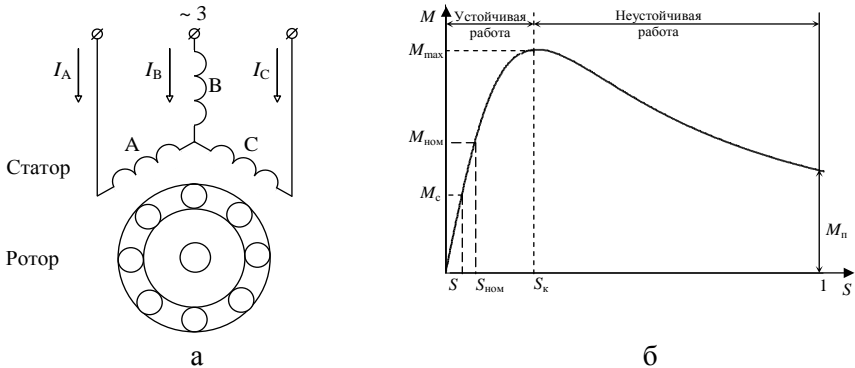 ~ 3
I_A
I_B
I_C
B
A
C
Статор
Ротор
а
M
Устойчивая
работа
Неустойчивая
работа
M_max
M_ном
M_с
M_п
S
S_ном
S_к
1
S
б